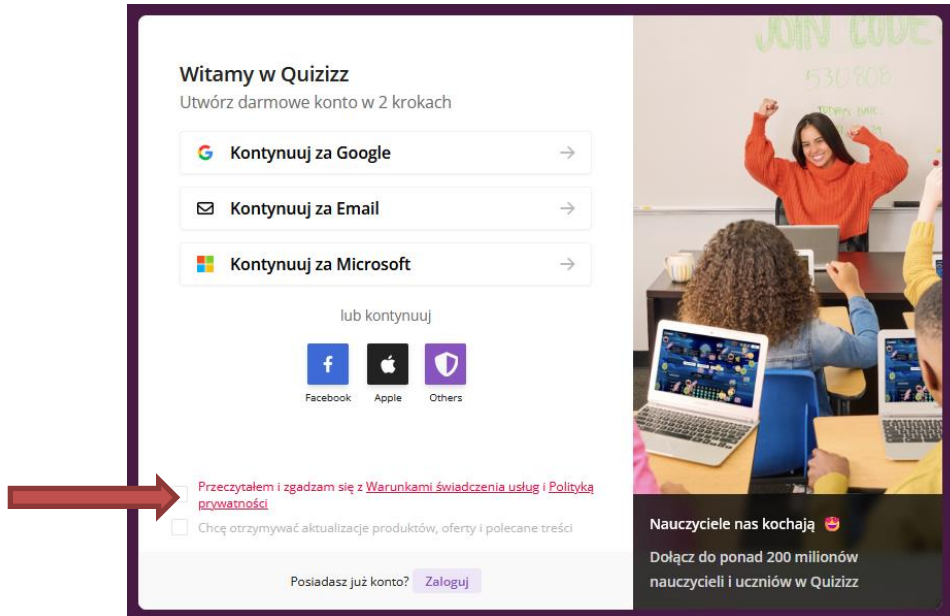 Witamy w Quizizz
Utwórz darmowe konto w 2 krokach
Kontynuuj za Google
Kontynuuj za Email
Kontynuuj za Microsoft
lub kontynuuj
Facebook Apple Others
Przeczytałem i zgadzam się z Warunkami świadczenia usług i Polityką
prywatności
Chcę otrzymywać aktualizacje produktów, oferty i polecane treści
Posiadasz już konto? Zaloguj
JOIN CODE
530 808
Nauczyciele nas kochają 🤩
Dołącz do ponad 200 milionów
nauczycieli i uczniów w Quizizz